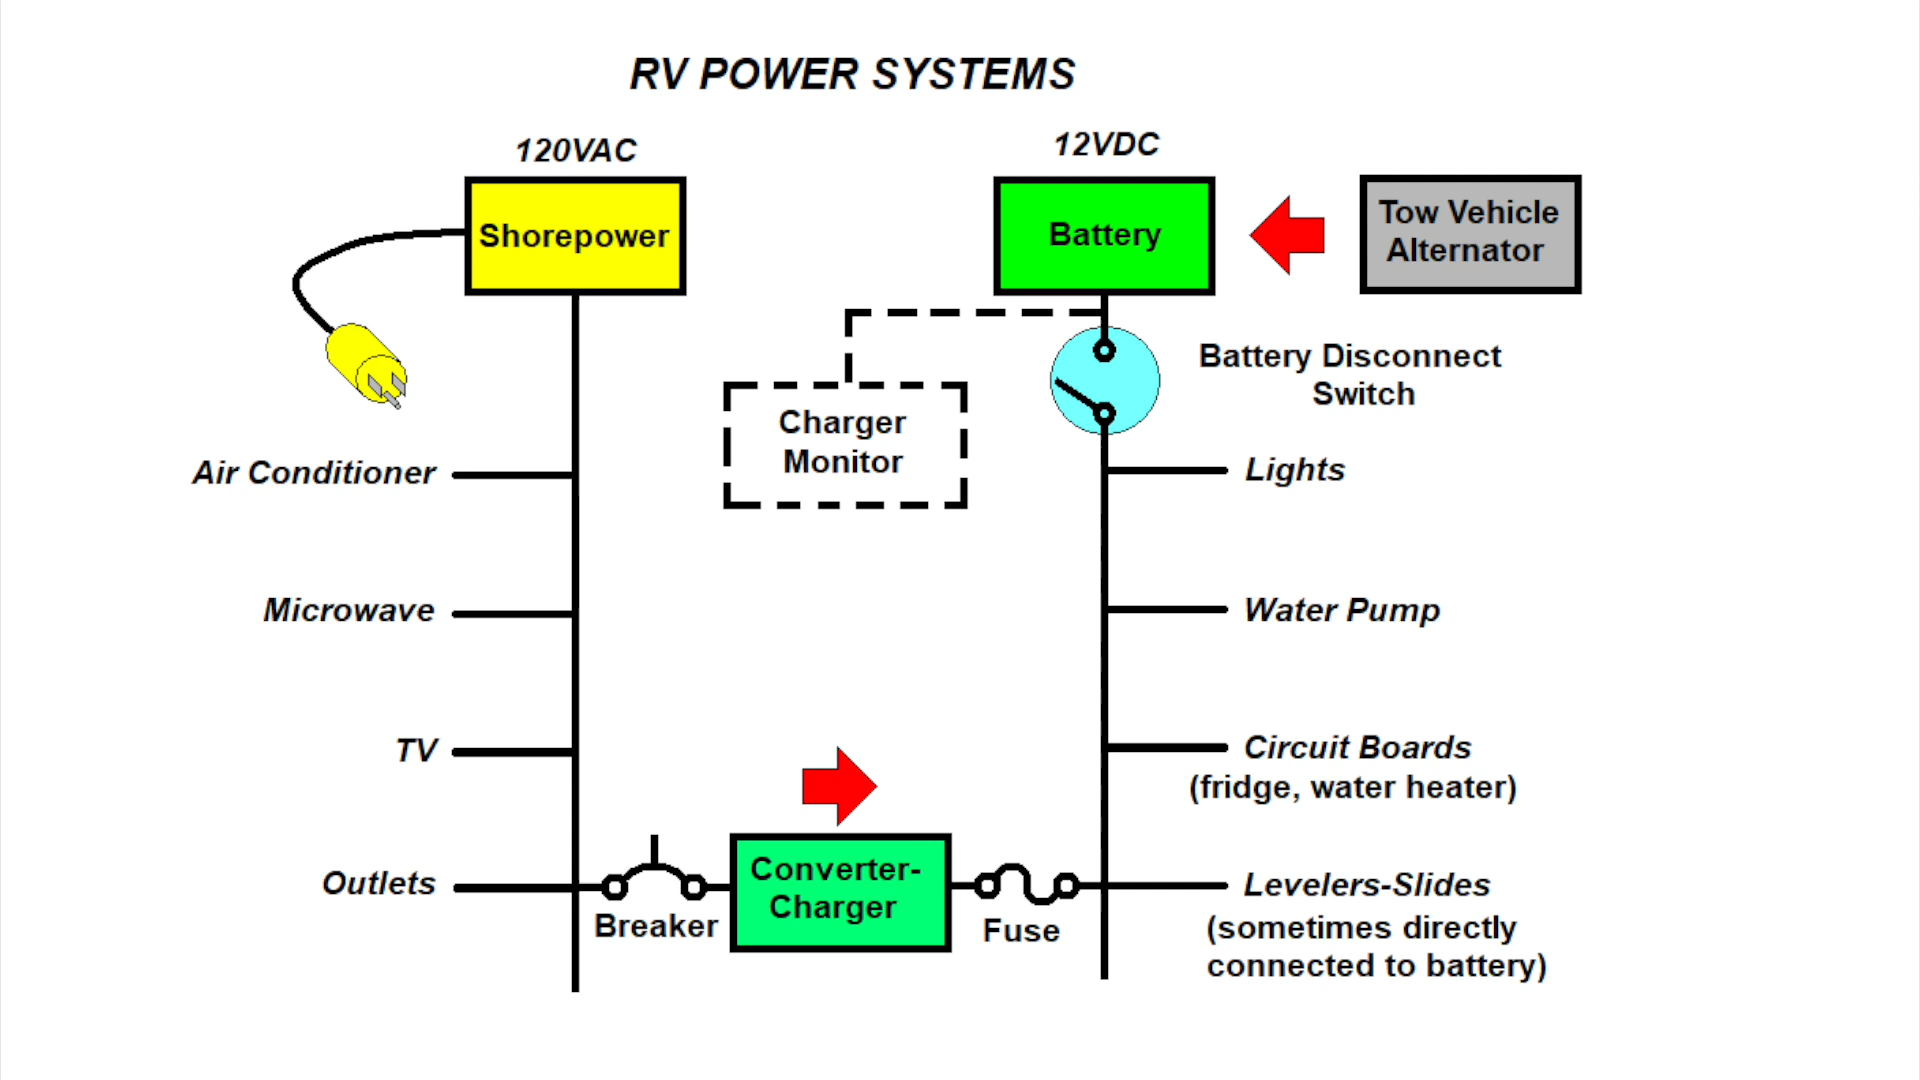 RV POWER SYSTEMS
120VAC
12VDC
Shorepower
Battery
Tow Vehicle
Alternator
Battery Disconnect
Switch
Charger
Monitor
Air Conditioner
Lights
Microwave
Water Pump
TV
Circuit Boards
(fridge, water heater)
Outlets
Breaker
Converter-
Charger
Fuse
Levelers-Slides
(sometimes directly
connected to battery)